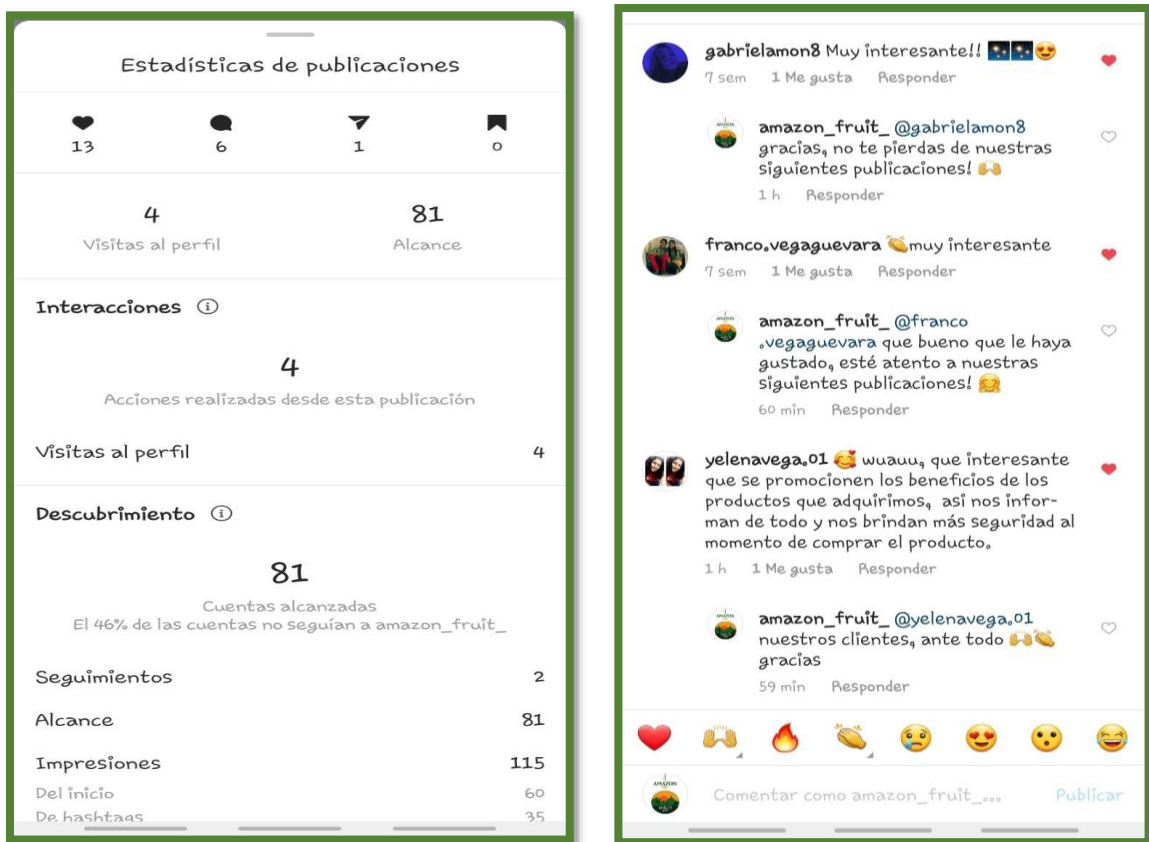 Estadísticas de publicaciones
13 6 1 0
4 81
Visitas al perfil Alcance
Interacciones
4
Acciones realizadas desde esta publicación
Visitas al perfil 4
Descubrimiento
81
Cuentas alcanzadas
El 46% de las cuentas no seguían a amazon_fruit_
Seguimientos 2
Alcance 81
Impresiones 115
Del inicio 60
De hashtags 35
gabrielamon8 Muy interesante!! 🌌🌌😍
7 sem 1 Me gusta Responder
amazon_fruit_ @gabrielamon8
gracias, no te pierdas de nuestras
siguientes publicaciones! 🙌
1 h Responder
franco.vegaguevara 👏muy interesante
7 sem 1 Me gusta Responder
amazon_fruit_ @franco
.vegaguevara que bueno que le haya
gustado, esté atento a nuestras
siguientes publicaciones! 🤗
60 min Responder
yelenavega.01 🥰 wuauu, que interesante
que se promocionen los beneficios de los
productos que adquirimos, asi nos infor-
man de todo y nos brindan más seguridad al
momento de comprar el producto.
1 h 1 Me gusta Responder
amazon_fruit_ @yelenavega.01
nuestros clientes, ante todo 🙌👏
gracias
59 min Responder
❤️ 🙌 🔥 👏 😢 😍 😮 😂
AMAZON
Comentar como amazon_fruit_... Publicar